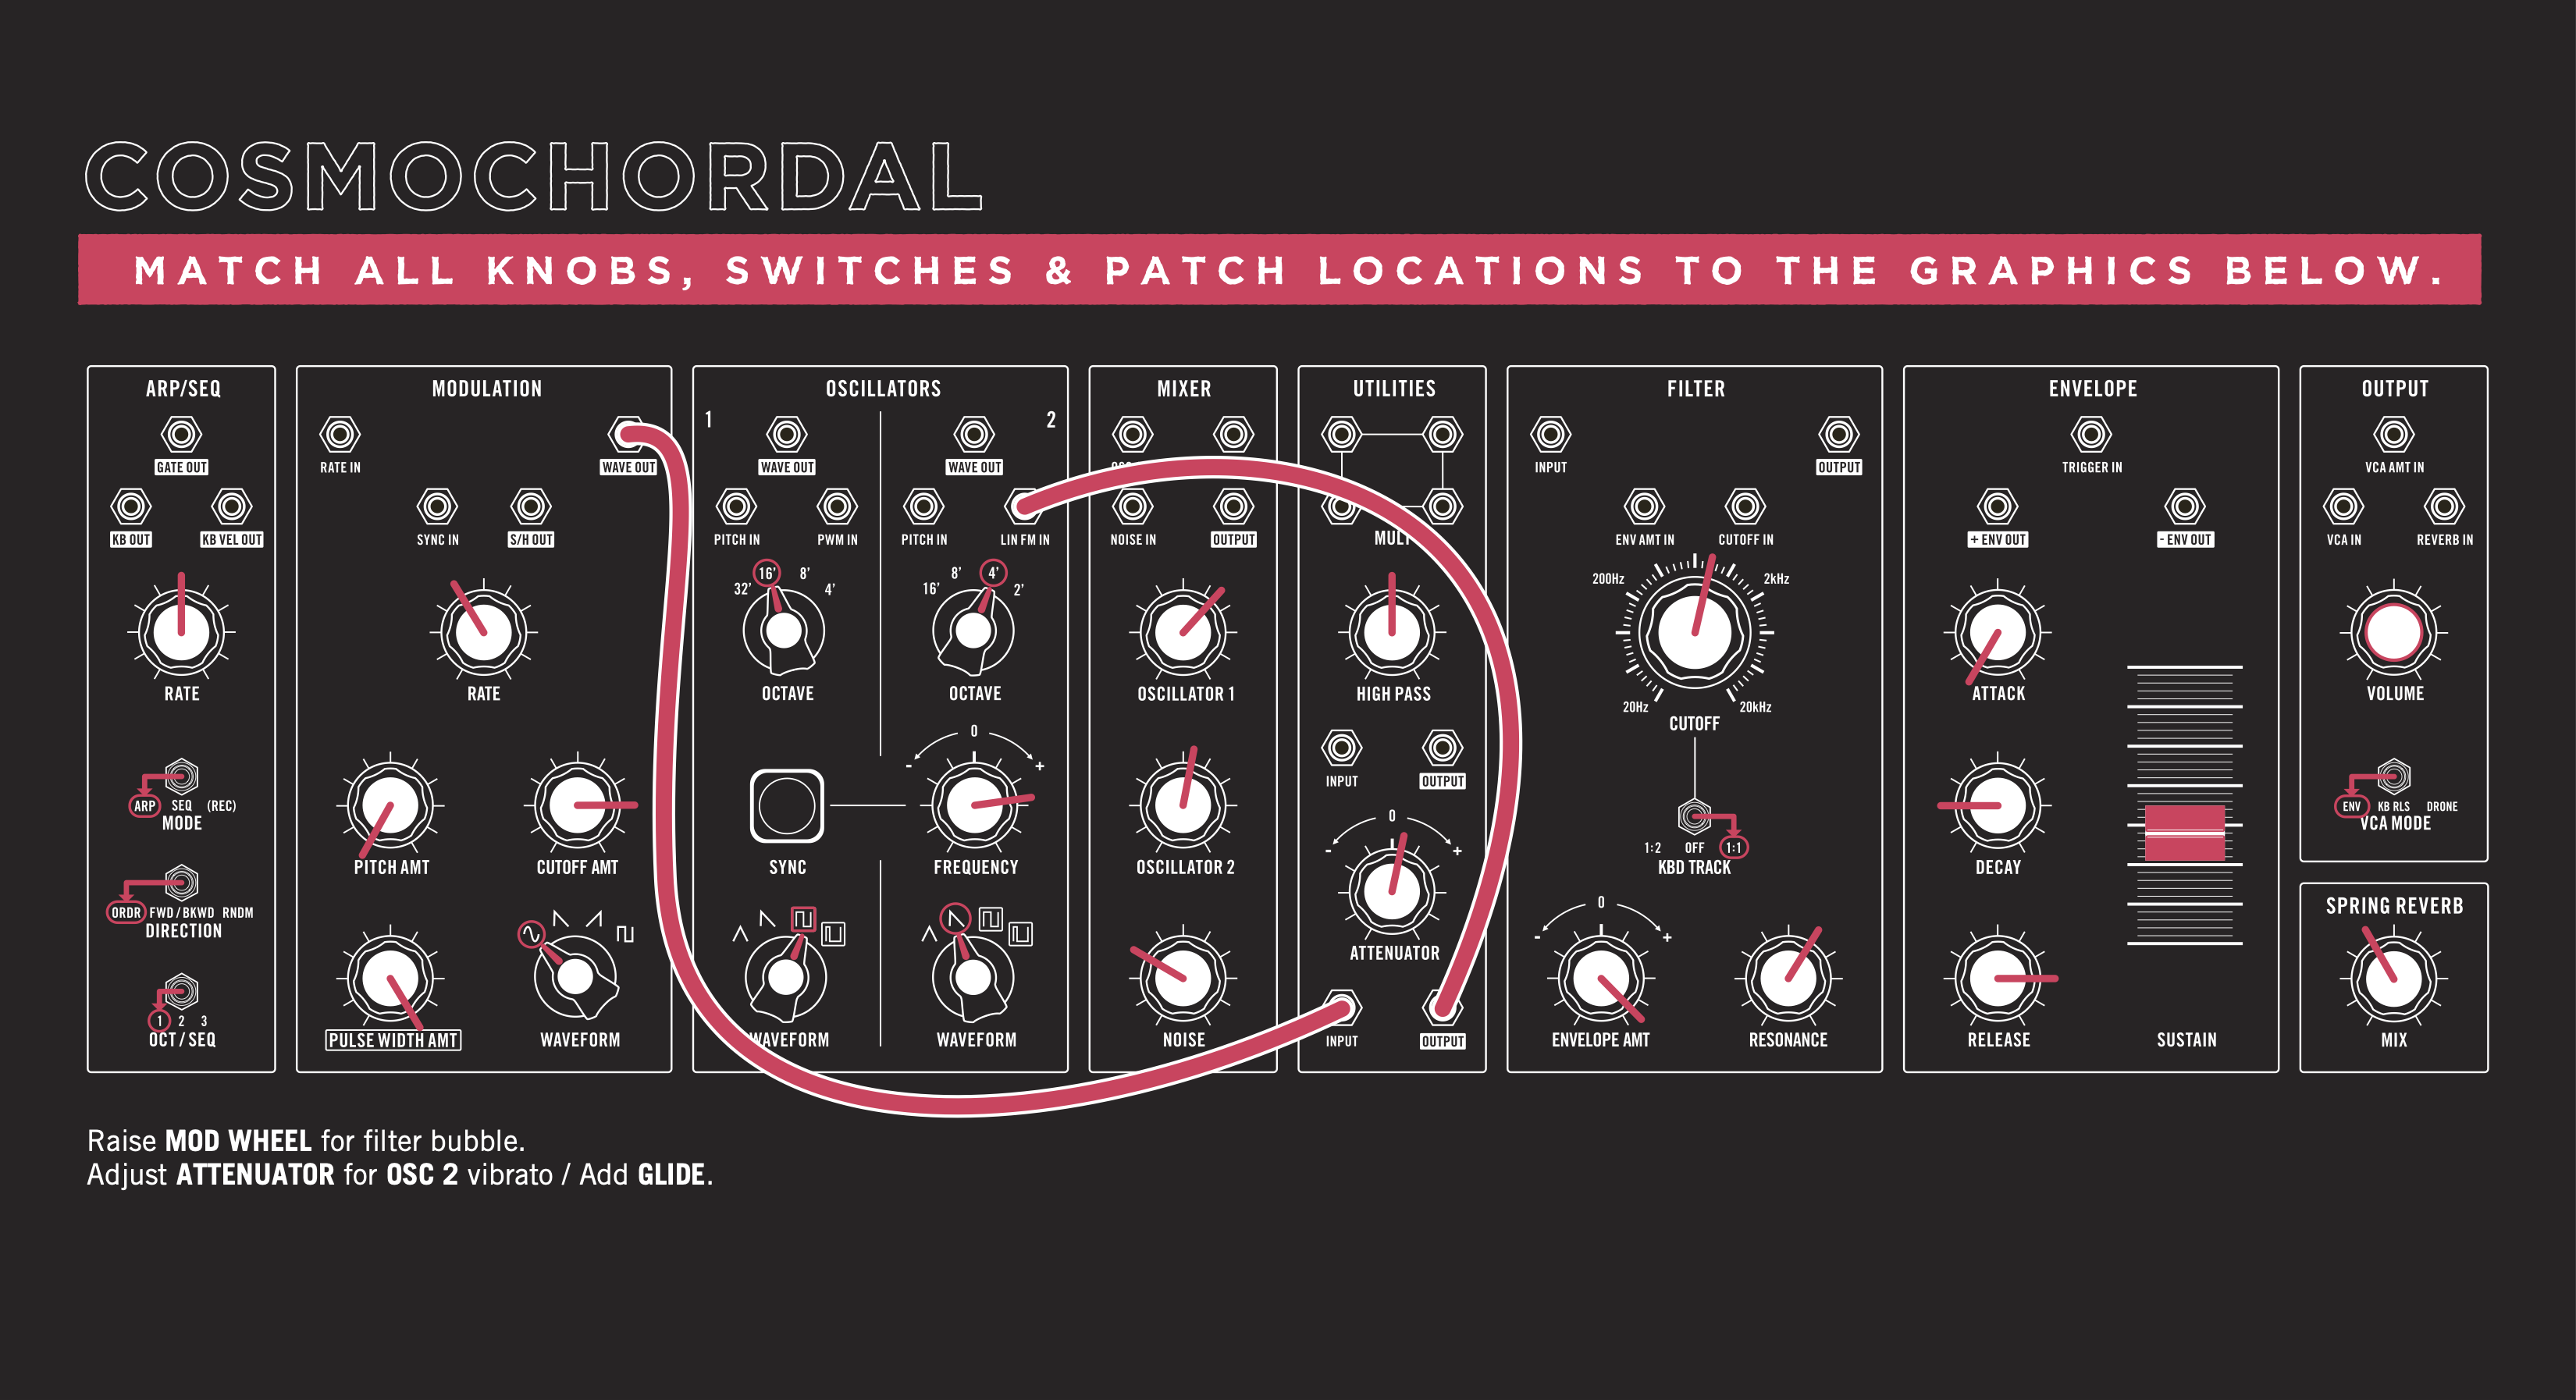 COSMOCHORDAL
MATCH ALL KNOBS, SWITCHES & PATCH LOCATIONS TO THE GRAPHICS BELOW.
ARP/SEQ
GATE OUT
KB OUT KB VEL OUT
RATE
ARP SEQ (REC)
MODE
ORDR FWD / BKWD RNDM
DIRECTION
1 2 3
OCT / SEQ
MODULATION
RATE IN WAVE OUT
SYNC IN S/H OUT
RATE
PITCH AMT CUTOFF AMT
PULSE WIDTH AMT WAVEFORM
OSCILLATORS
1 2
WAVE OUT WAVE OUT
PITCH IN PWM IN PITCH IN LIN FM IN
32' 16' 8' 4' 16' 8' 4' 2'
OCTAVE OCTAVE
- 0 +
SYNC FREQUENCY
WAVEFORM WAVEFORM
MIXER
NOISE IN OUTPUT
OSCILLATOR 1
OSCILLATOR 2
NOISE
UTILITIES
HIGH PASS
INPUT OUTPUT
- 0 +
ATTENUATOR
INPUT OUTPUT
FILTER
INPUT OUTPUT
ENV AMT IN CUTOFF IN
200Hz 2kHz
20Hz 20kHz
CUTOFF
1:2 OFF 1:1
KBD TRACK
- 0 +
ENVELOPE AMT RESONANCE
ENVELOPE
TRIGGER IN
+ ENV OUT - ENV OUT
ATTACK
DECAY
RELEASE SUSTAIN
OUTPUT
VCA AMT IN
VCA IN REVERB IN
VOLUME
ENV KB RLS DRONE
VCA MODE
SPRING REVERB
MIX
Raise MOD WHEEL for filter bubble.
Adjust ATTENUATOR for OSC 2 vibrato / Add GLIDE.